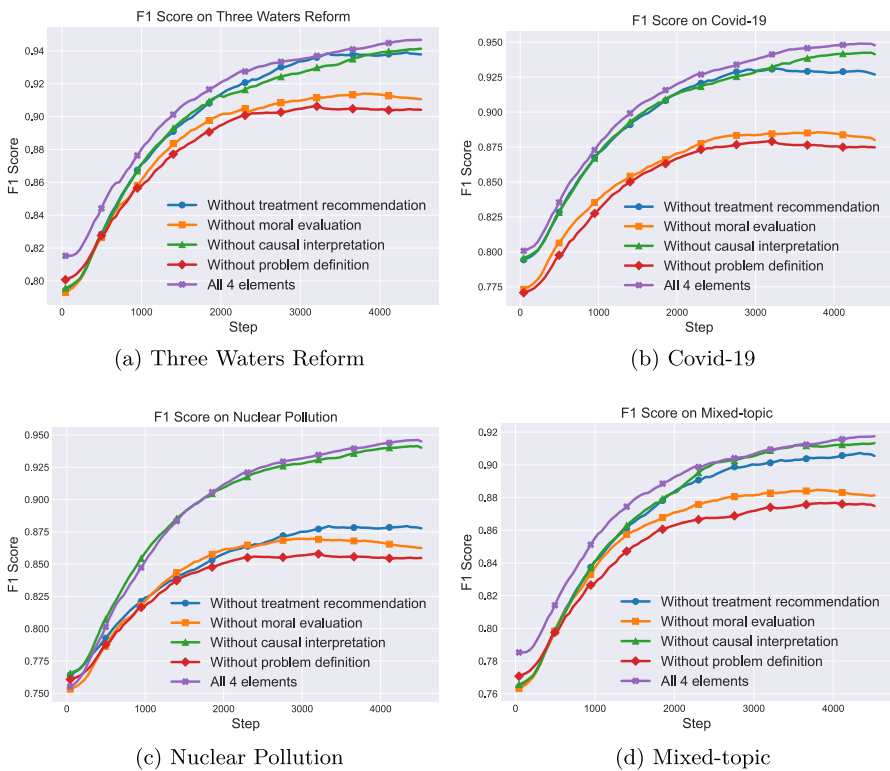 F1 Score on Three Waters Reform
F1 Score
0.94
0.92
0.90
0.88
0.86
0.84
0.82
0.80
Without treatment recommendation
Without moral evaluation
Without causal interpretation
Without problem definition
All 4 elements
0
1000
2000
3000
4000
Step
(a) Three Waters Reform
F1 Score on Covid-19
F1 Score
0.950
0.925
0.900
0.875
0.850
0.825
0.800
0.775
Without treatment recommendation
Without moral evaluation
Without causal interpretation
Without problem definition
All 4 elements
0
1000
2000
3000
4000
Step
(b) Covid-19
F1 Score on Nuclear Pollution
F1 Score
0.950
0.925
0.900
0.875
0.850
0.825
0.800
0.775
0.750
Without treatment recommendation
Without moral evaluation
Without causal interpretation
Without problem definition
All 4 elements
0
1000
2000
3000
4000
Step
(c) Nuclear Pollution
F1 Score on Mixed-topic
F1 Score
0.92
0.90
0.88
0.86
0.84
0.82
0.80
0.78
0.76
Without treatment recommendation
Without moral evaluation
Without causal interpretation
Without problem definition
All 4 elements
0
1000
2000
3000
4000
Step
(d) Mixed-topic